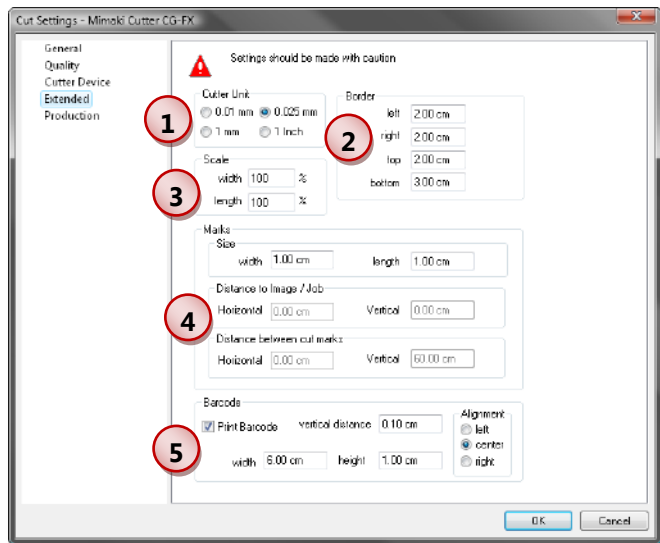 Cut Settings - Mimaki Cutter CG-FX
General
Quality
Cutter Device
Extended
Production
Settings should be made with caution
1
Cutter Unit
0.01 mm 0.025 mm
1 mm 1 Inch
2
Border
left 2.00 cm
right 2.00 cm
top 2.00 cm
bottom 3.00 cm
3
Scale
width 100 %
length 100 %
Marks
Size
width 1.00 cm length 1.00 cm
4
Distance to Image / Job
Horizontal 0.00 cm Vertical 0.00 cm
Distance between cut marks
Horizontal 0.00 cm Vertical 60.00 cm
5
Barcode
Print Barcode vertical distance 0.10 cm
width 6.00 cm height 1.00 cm
Alignment
left
center
right
OK Cancel